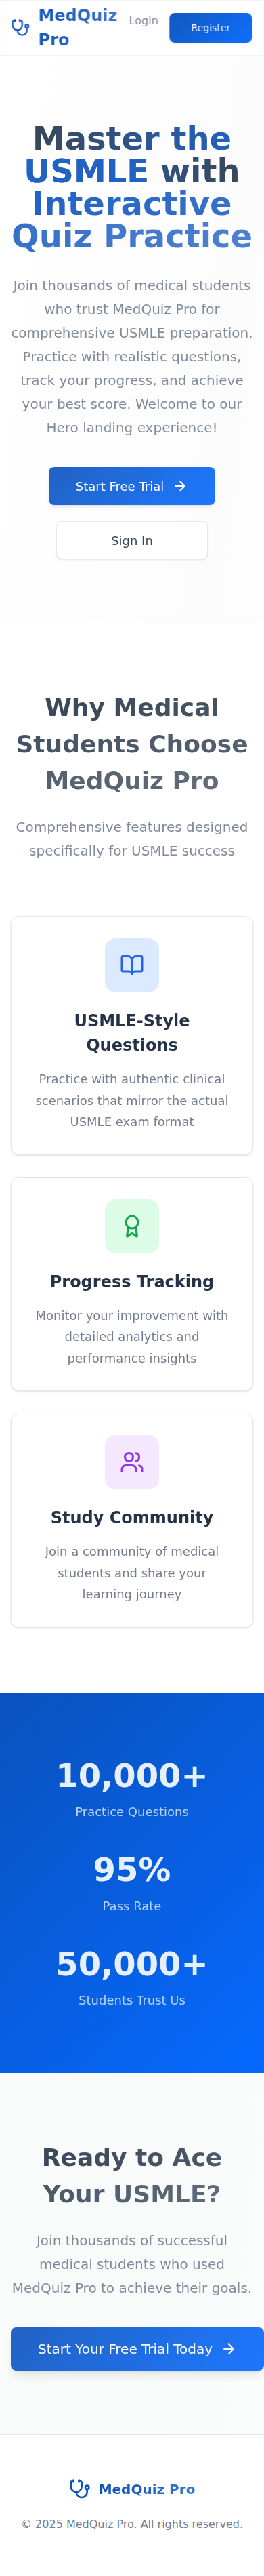 MedQuiz
Pro
Login
Register
Master the
USMLE with
Interactive
Quiz Practice
Join thousands of medical students
who trust MedQuiz Pro for
comprehensive USMLE preparation.
Practice with realistic questions,
track your progress, and achieve
your best score. Welcome to our
Hero landing experience!
Start Free Trial
Sign In
Why Medical
Students Choose
MedQuiz Pro
Comprehensive features designed
specifically for USMLE success
USMLE-Style
Questions
Practice with authentic clinical
scenarios that mirror the actual
USMLE exam format
Progress Tracking
Monitor your improvement with
detailed analytics and
performance insights
Study Community
Join a community of medical
students and share your
learning journey
10,000+
Practice Questions
95%
Pass Rate
50,000+
Students Trust Us
Ready to Ace
Your USMLE?
Join thousands of successful
medical students who used
MedQuiz Pro to achieve their goals.
Start Your Free Trial Today
MedQuiz Pro
© 2025 MedQuiz Pro. All rights reserved.